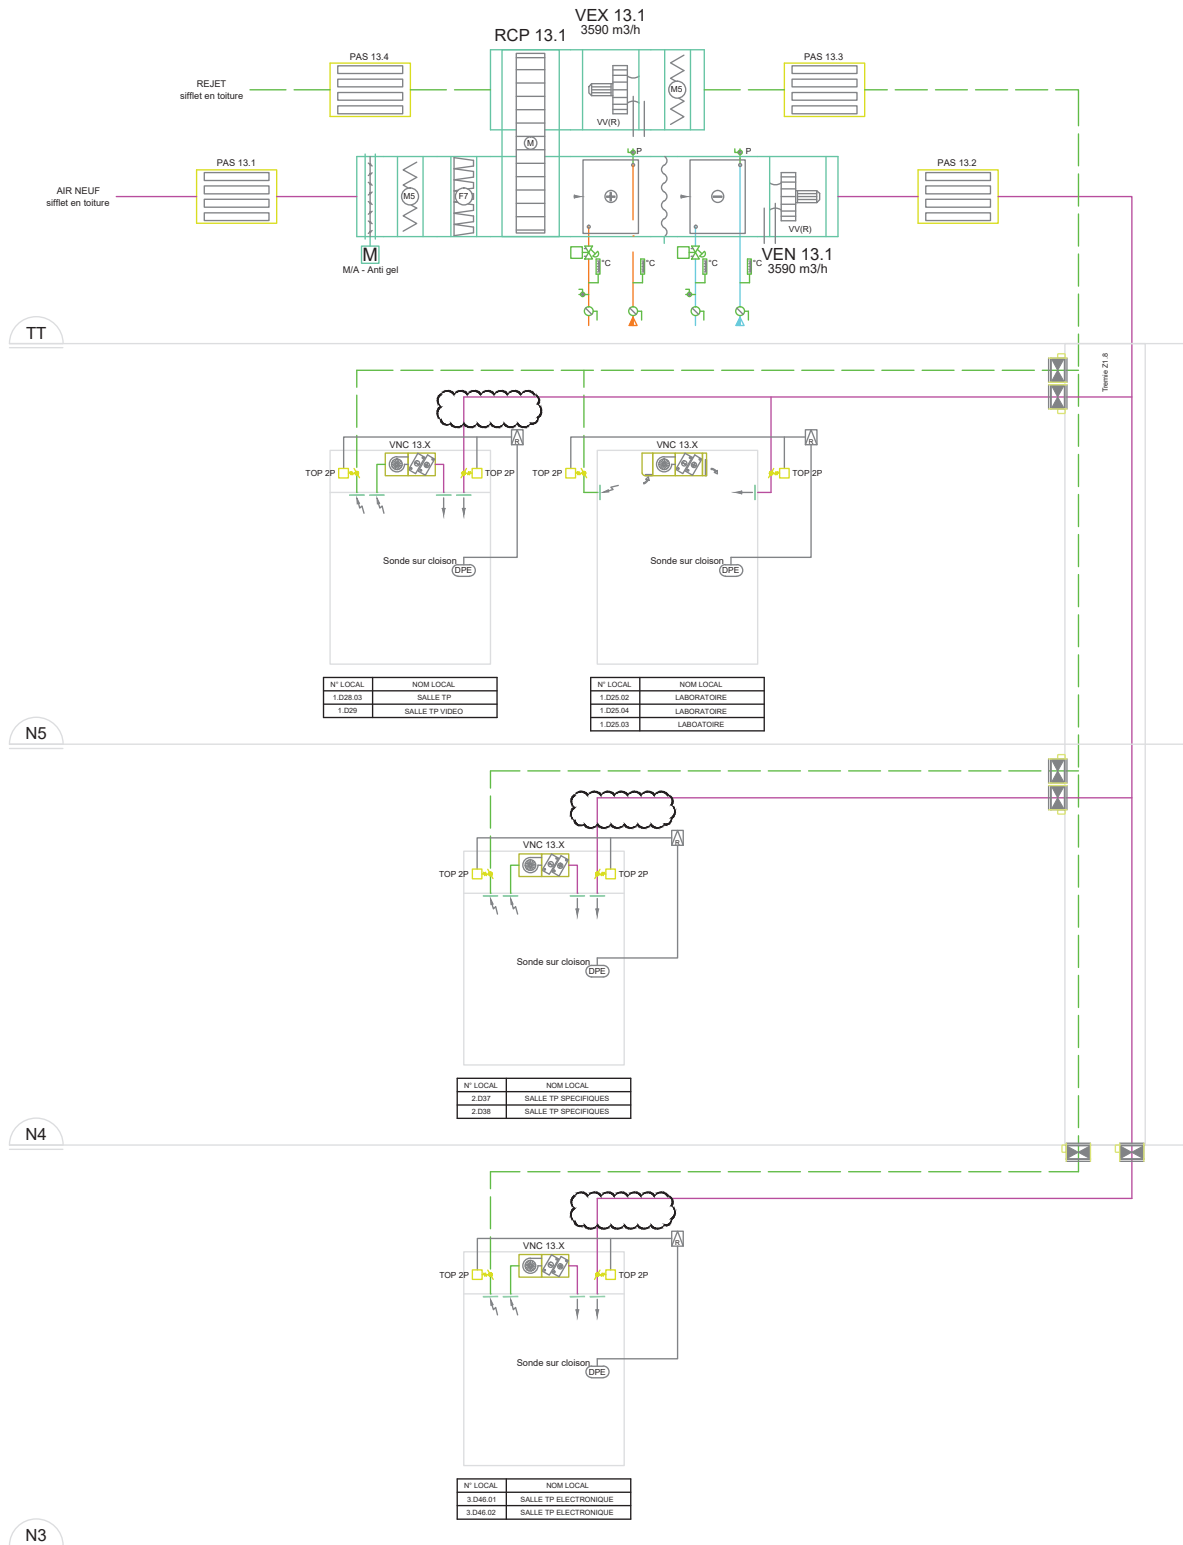 VEX 13.1
3590 m3/h
RCP 13.1
PAS 13.4
PAS 13.3
REJET
sifflet en toiture
M5
VV(R)
M
P
P
PAS 13.1
PAS 13.2
AIR NEUF
sifflet en toiture
M5
F7
VV(R)
M
M/A - Anti gel
VEN 13.1
3590 m3/h
°C
°C
°C
°C
TT
Tremie Z1.8
R
R
VNC 13.X
VNC 13.X
TOP 2P
TOP 2P
TOP 2P
TOP 2P
Sonde sur cloison
DPE
Sonde sur cloison
DPE
N° LOCAL NOM LOCAL
1.D28.03 SALLE TP
1.D29 SALLE TP VIDEO
N° LOCAL NOM LOCAL
1.D25.02 LABORATOIRE
1.D25.04 LABORATOIRE
1.D25.03 LABOATOIRE
N5
R
VNC 13.X
TOP 2P
TOP 2P
Sonde sur cloison
DPE
N° LOCAL NOM LOCAL
2.D37 SALLE TP SPECIFIQUES
2.D38 SALLE TP SPECIFIQUES
N4
R
VNC 13.X
TOP 2P
TOP 2P
Sonde sur cloison
DPE
N° LOCAL NOM LOCAL
3.D46.01 SALLE TP ELECTRONIQUE
3.D46.02 SALLE TP ELECTRONIQUE
N3